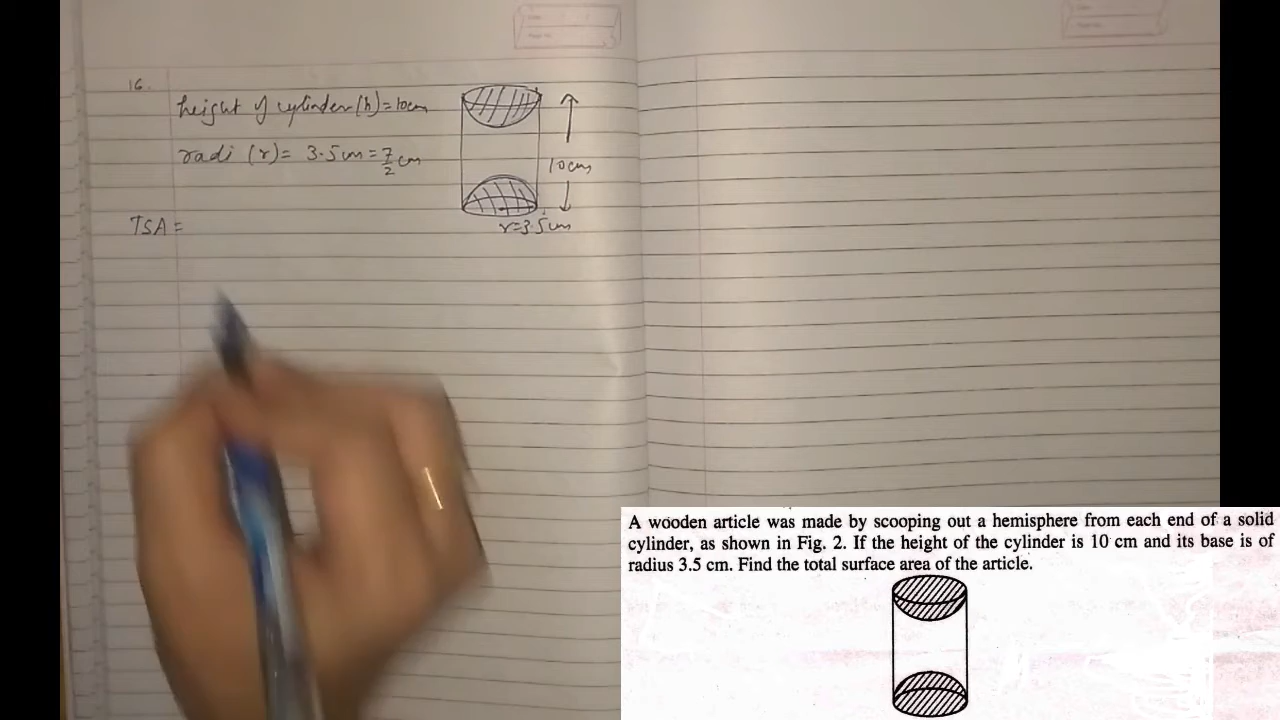 16.
height of cylinder (h) = 10cm
radi (r) = 3.5cm = 7/2 cm
10cm
TSA =
r=3.5cm
A wooden article was made by scooping out a hemisphere from each end of a solid
cylinder, as shown in Fig. 2. If the height of the cylinder is 10 cm and its base is of
radius 3.5 cm. Find the total surface area of the article.